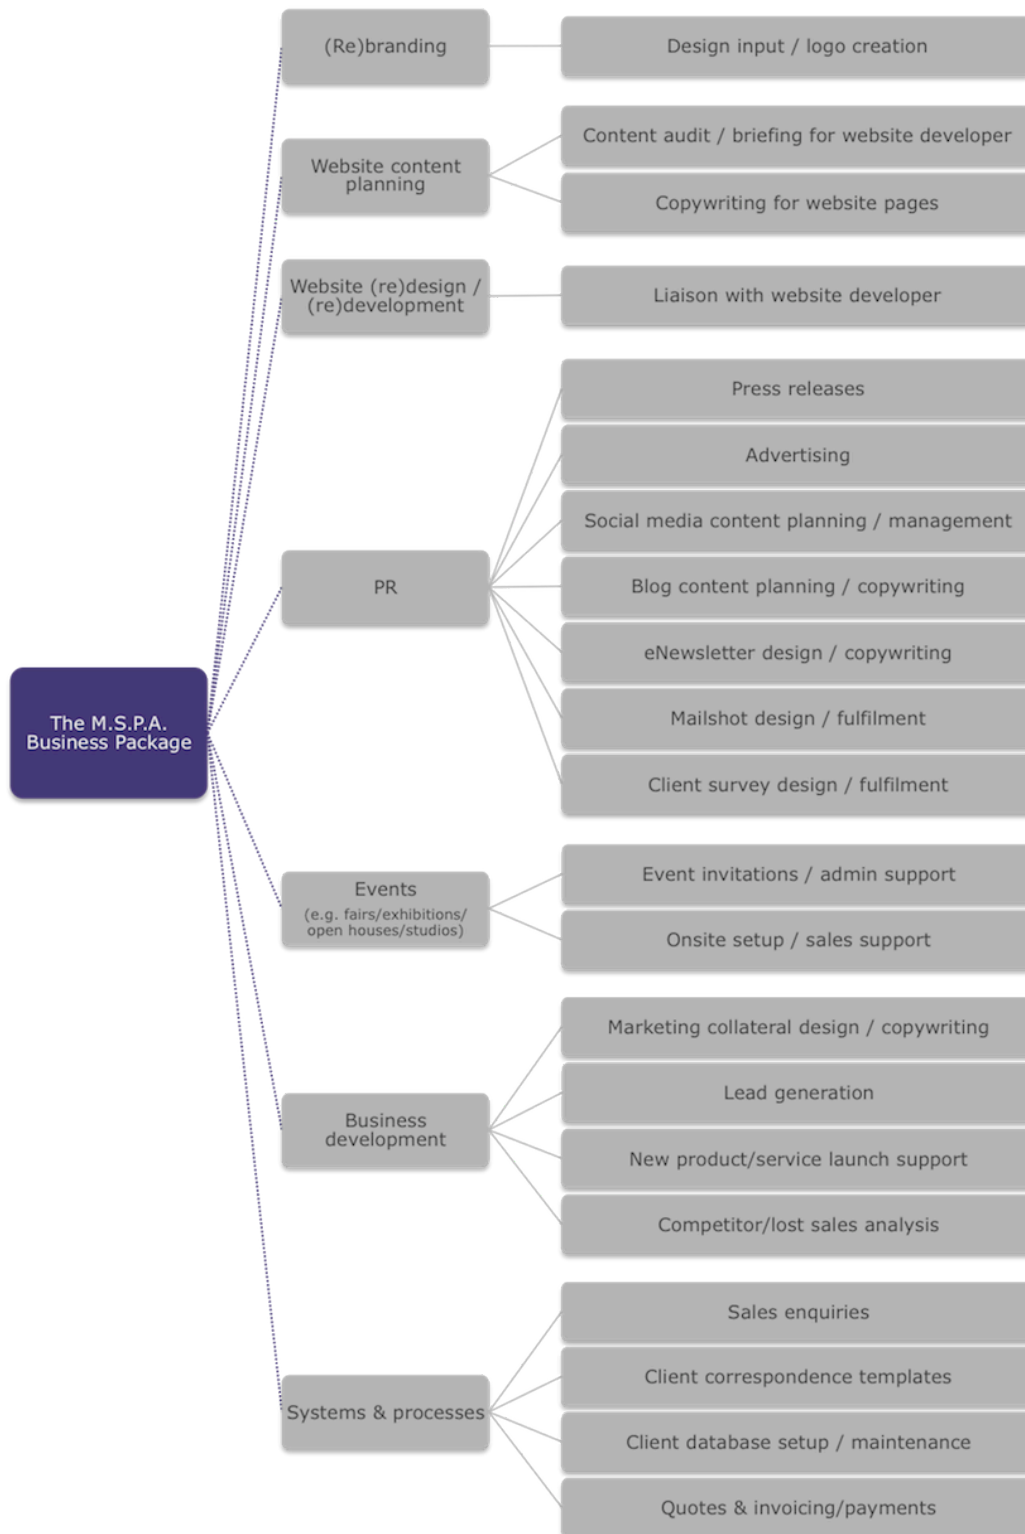 The M.S.P.A.
Business Package
(Re)branding
Design input / logo creation
Website content
planning
Content audit / briefing for website developer
Copywriting for website pages
Website (re)design /
(re)development
Liaison with website developer
PR
Press releases
Advertising
Social media content planning / management
Blog content planning / copywriting
eNewsletter design / copywriting
Mailshot design / fulfilment
Client survey design / fulfilment
Events
(e.g. fairs/exhibitions/
open houses/studios)
Event invitations / admin support
Onsite setup / sales support
Business
development
Marketing collateral design / copywriting
Lead generation
New product/service launch support
Competitor/lost sales analysis
Systems & processes
Sales enquiries
Client correspondence templates
Client database setup / maintenance
Quotes & invoicing/payments